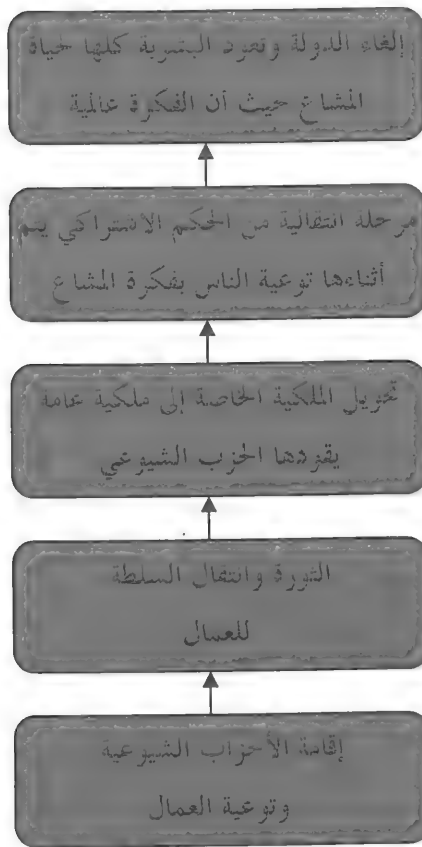 إلغاء الدولة وتعود البشرية كلها لحياة
المشاع حيث أن الفكرة عالمية
مرحلة انتقالية من الحكم الاشتراكي يتم
أثناءها توعية الناس بفكرة المشاع
تحويل الملكية الخاصة إلى ملكية عامة
يقودها الحزب الشيوعي
الثورة وانتقال السلطة
للعمال
إقامة الأحزاب الشيوعية
وتوعية العمال